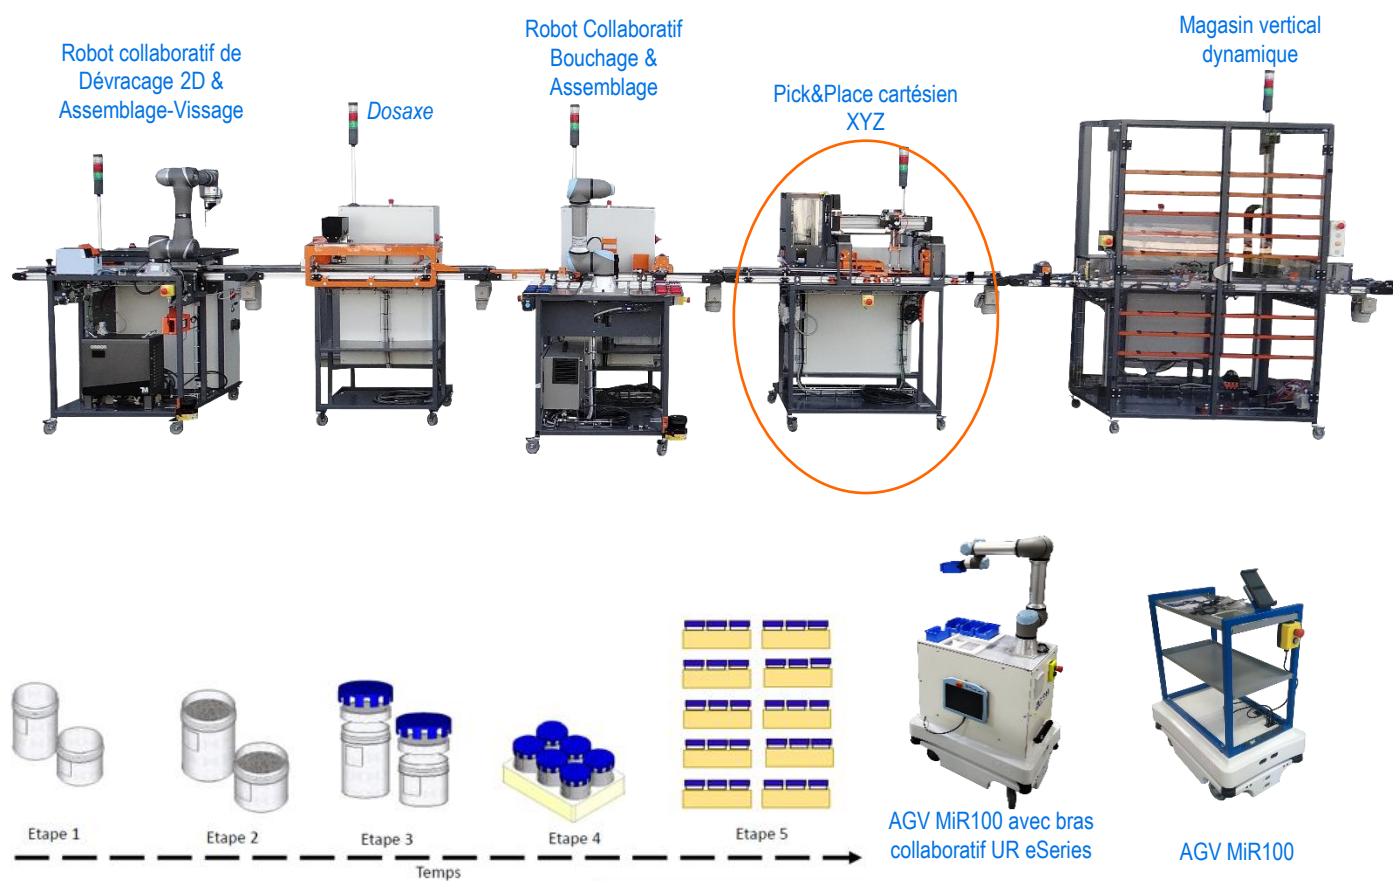 Robot collaboratif de
Dévracage 2D &
Assemblage-Vissage
Dosaxe
Robot Collaboratif
Bouchage &
Assemblage
Pick&Place cartésien
XYZ
Magasin vertical
dynamique
Etape 1
Etape 2
Etape 3
Etape 4
Etape 5
Temps
AGV MiR100 avec bras
collaboratif UR eSeries
AGV MiR100